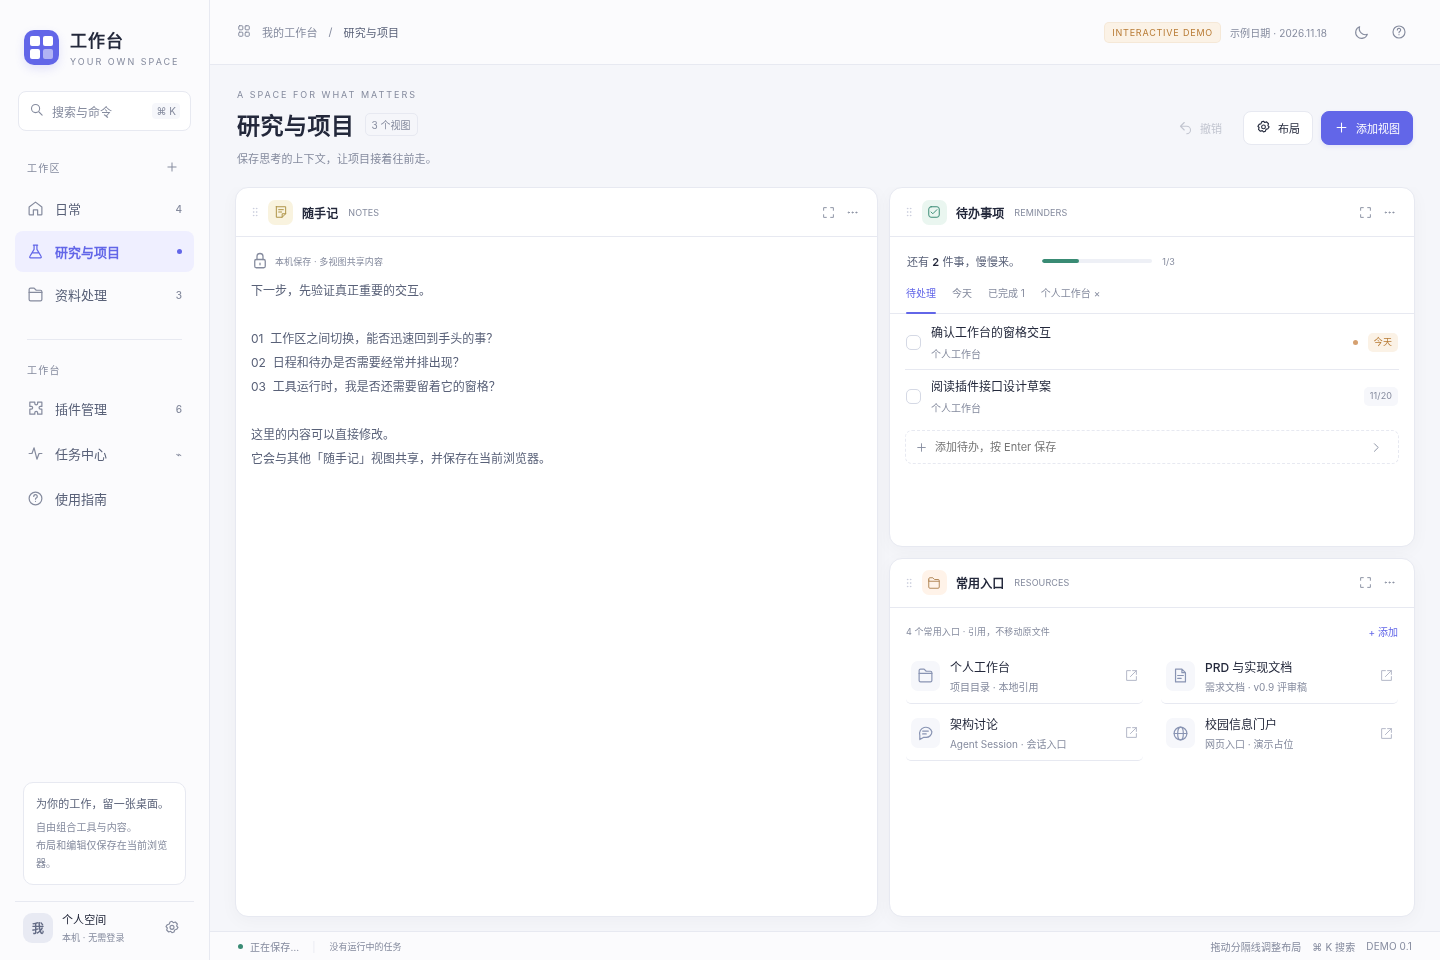 工作台
YOUR OWN SPACE
搜索与命令
⌘ K
工作区
日常
4
研究与项目
资料处理
3
工作台
插件管理
6
任务中心
使用指南
为你的工作，留一张桌面。
自由组合工具与内容。
布局和编辑仅保存在当前浏览
器。
我
个人空间
本机 · 无需登录
我的工作台 / 研究与项目
INTERACTIVE DEMO
示例日期 · 2026.11.18
A SPACE FOR WHAT MATTERS
研究与项目
3 个视图
保存思考的上下文，让项目接着往前走。
撤销
布局
添加视图
随手记 NOTES
本机保存 · 多视图共享内容
下一步，先验证真正重要的交互。
01 工作区之间切换，能否迅速回到手头的事？
02 日程和待办是否需要经常并排出现？
03 工具运行时，我是否还需要留着它的窗格？
这里的内容可以直接修改。
它会与其他「随手记」视图共享，并保存在当前浏览器。
待办事项 REMINDERS
还有 2 件事，慢慢来。
1/3
待处理 今天 已完成 1 个人工作台 ×
确认工作台的窗格交互
个人工作台
今天
阅读插件接口设计草案
个人工作台
11/20
添加待办，按 Enter 保存
常用入口 RESOURCES
4 个常用入口 · 引用，不移动原文件
+ 添加
个人工作台
项目目录 · 本地引用
PRD 与实现文档
需求文档 · v0.9 评审稿
架构讨论
Agent Session · 会话入口
校园信息门户
网页入口 · 演示占位
正在保存...
没有运行中的任务
拖动分隔线调整布局
⌘ K 搜索
DEMO 0.1